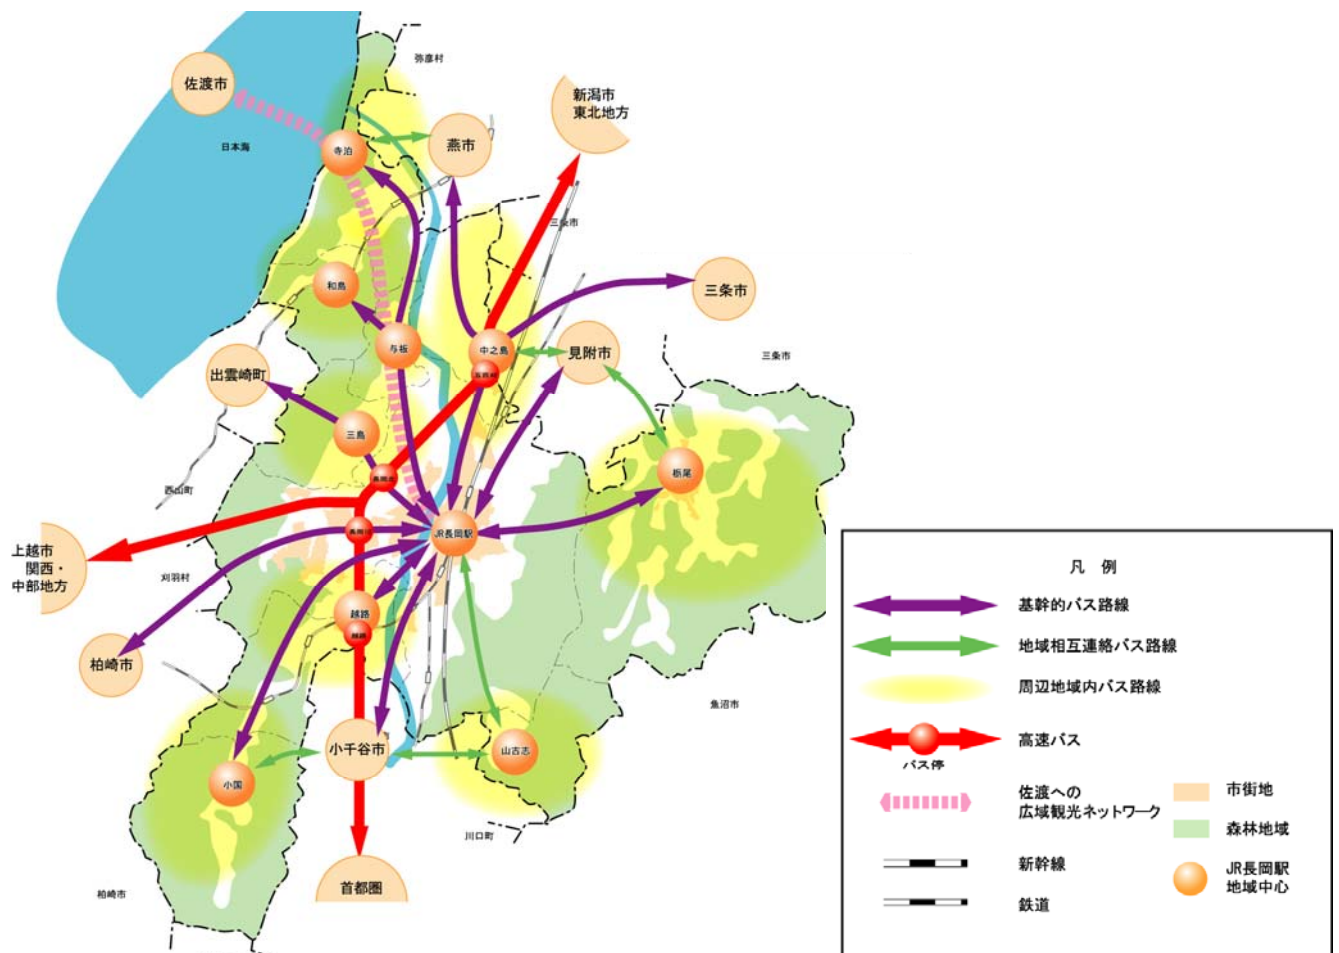 弥彦村
佐渡市
新潟市
東北地方
日本海
寺泊
燕市
三条市
和島
三条市
与板
中之島
見附市
三条市
出雲崎町
三島
栃尾
長岡北
西山町
JR長岡駅
上越市
関西・
中部地方
刈羽村
越路
柏崎市
魚沼市
小千谷市
山古志
小国
川口町
首都圏
柏崎市
凡 例
基幹的バス路線
地域相互連絡バス路線
周辺地域内バス路線
高速バス
バス停
佐渡への
広域観光ネットワーク
新幹線
鉄道
市街地
森林地域
JR長岡駅
地域中心